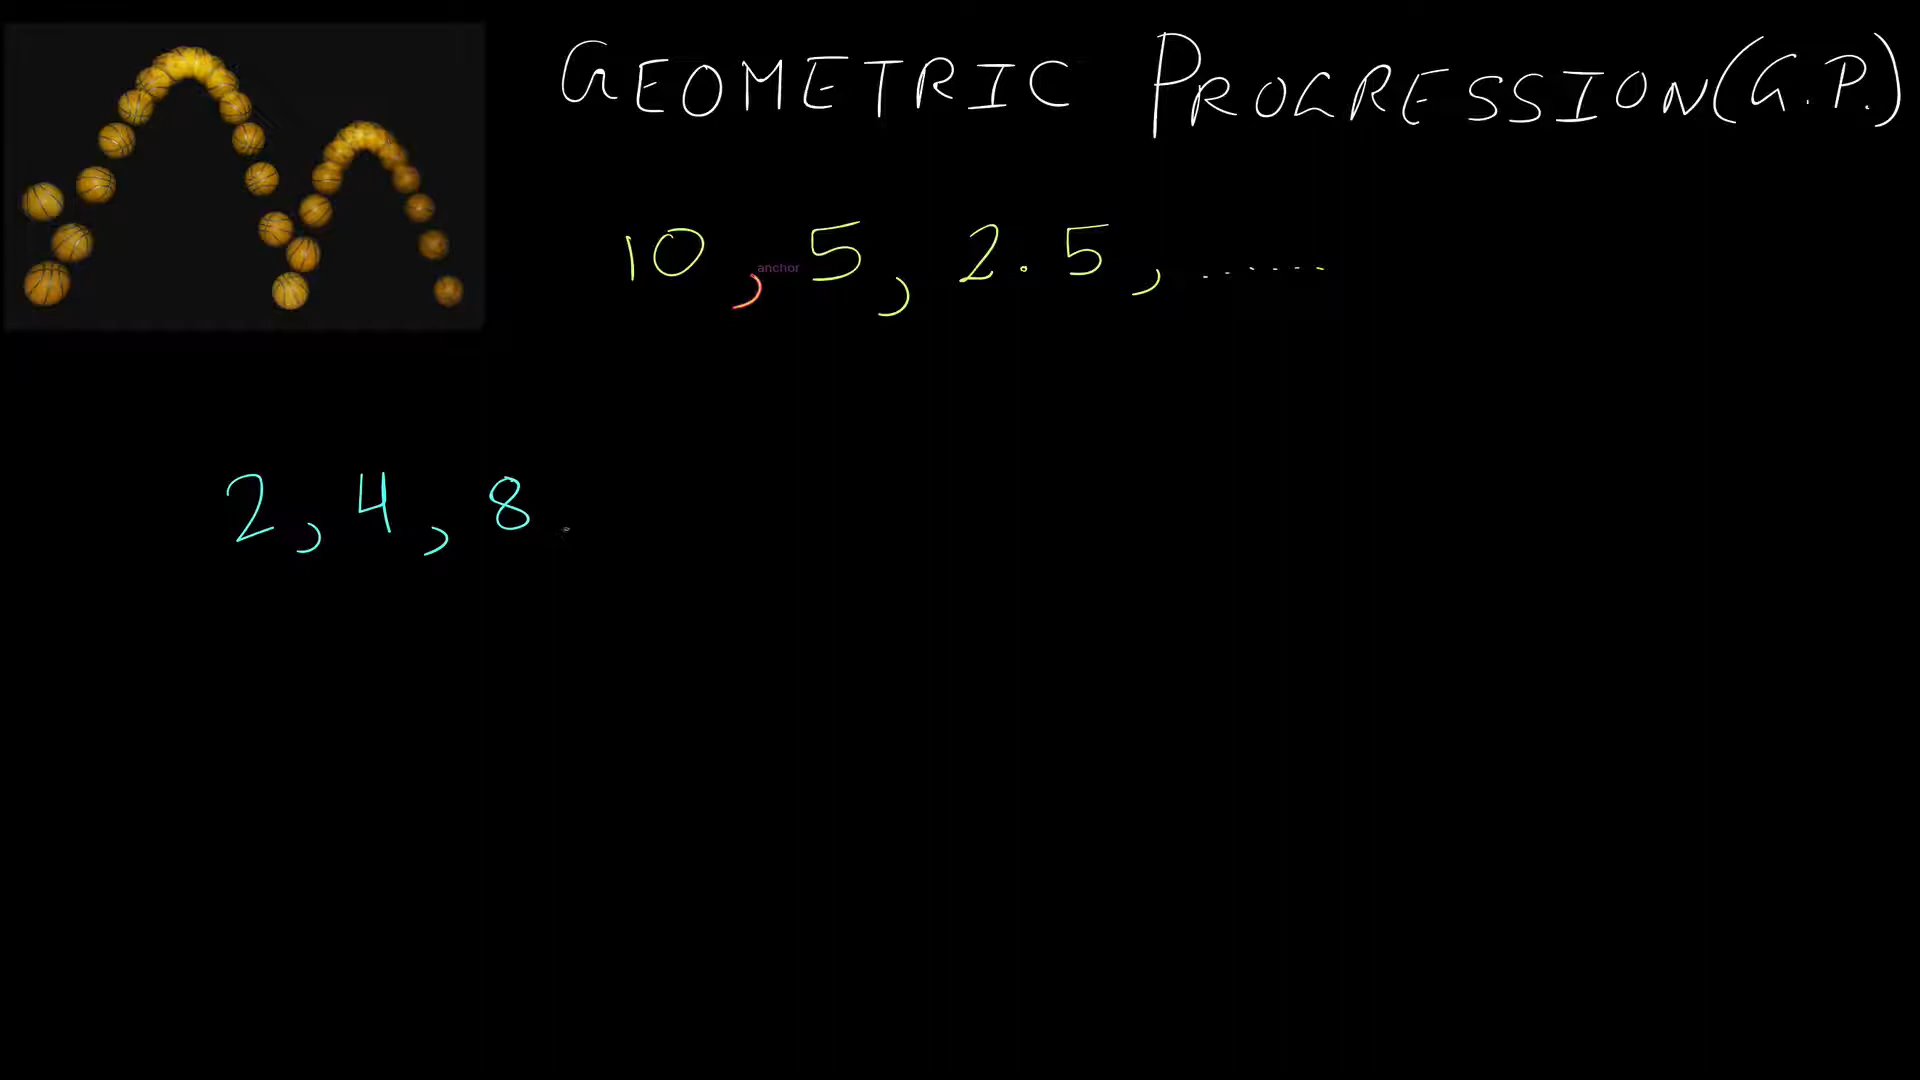 GEOMETRIC PROGRESSION (G.P.)
10, 5, 2.5, ......
anchor
2, 4, 8